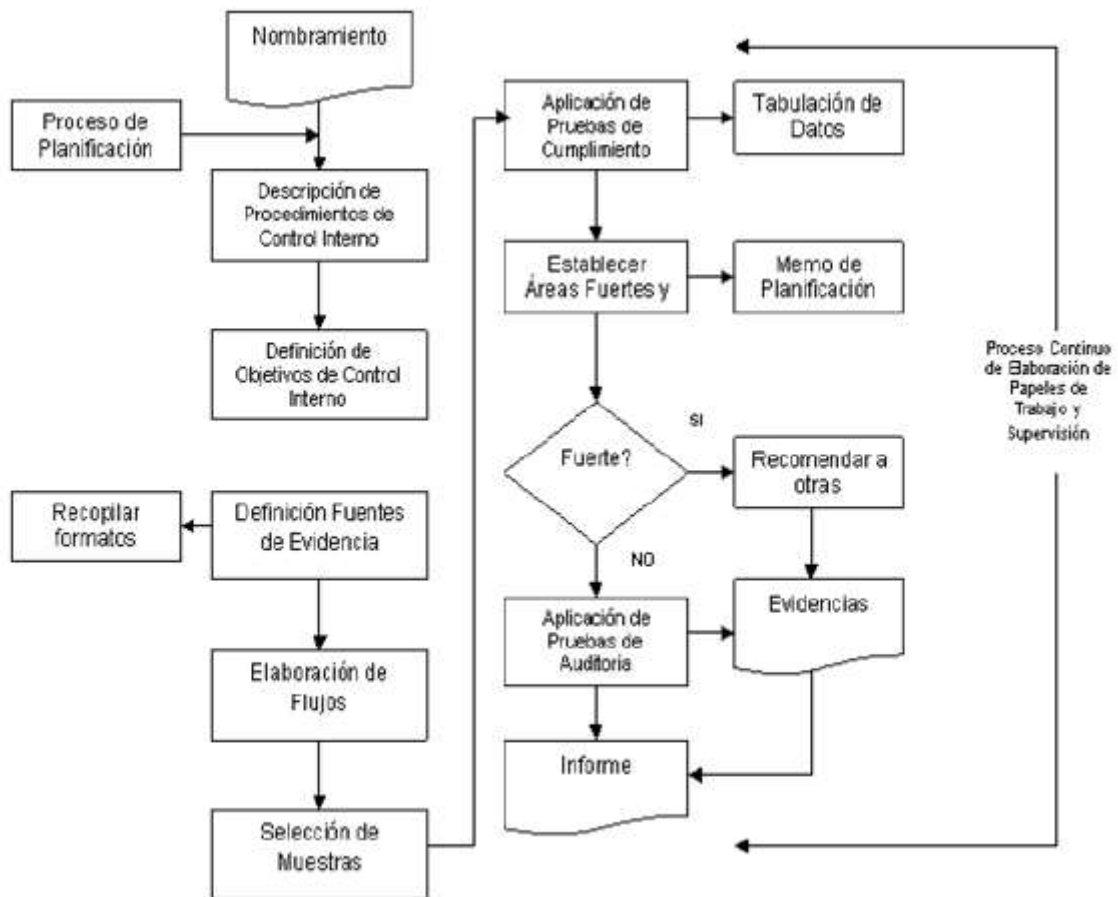 Nombramiento
Proceso de
Planificación
Descripción de
Procedimientos de
Control Interno
Definición de
Objetivos de Control
Interno
Recopilar
formatos
Definición Fuentes
de Evidencia
Elaboración de
Flujos
Selección de
Muestras
Aplicación de
Pruebas de
Cumplimiento
Tabulación de
Datos
Establecer
Áreas Fuertes y
Memo de
Planificación
Fuerte?
SI
Recomendar a
otras
NO
Aplicación de
Pruebas de
Auditoria
Evidencias
Informe
Proceso Continuo
de Elaboración de
Papeles de
Trabajo y
Supervisión